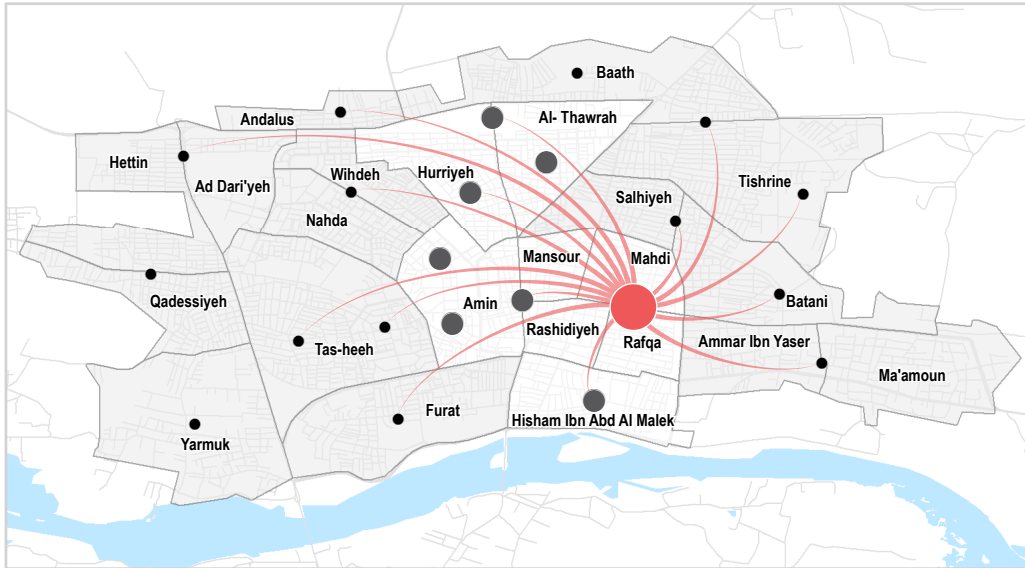 Baath
Andalus
Al- Thawrah
Hettin
Ad Dari'yeh
Wihdeh
Hurriyeh
Tishrine
Salhiyeh
Nahda
Mansour
Mahdi
Qadessiyeh
Amin
Batani
Rashidiyeh
Rafqa
Ammar Ibn Yaser
Tas-heeh
Ma'amoun
Furat
Hisham Ibn Abd Al Malek
Yarmuk